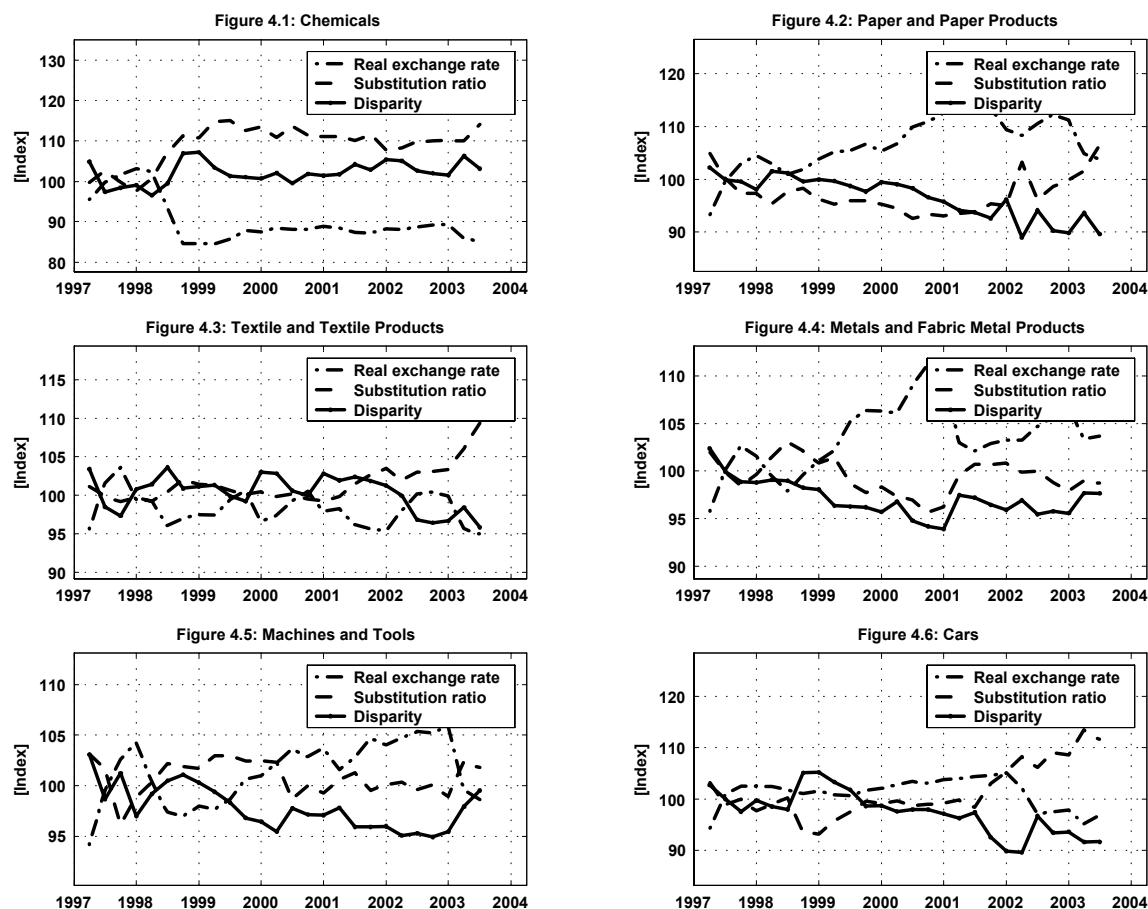 Figure 4.1: Chemicals
130
120
110
100
90
80
[Index]
Real exchange rate
Substitution ratio
Disparity
1997 1998 1999 2000 2001 2002 2003 2004
Figure 4.2: Paper and Paper Products
120
110
100
90
[Index]
Real exchange rate
Substitution ratio
Disparity
1997 1998 1999 2000 2001 2002 2003 2004
Figure 4.3: Textile and Textile Products
115
110
105
100
95
90
[Index]
Real exchange rate
Substitution ratio
Disparity
1997 1998 1999 2000 2001 2002 2003 2004
Figure 4.4: Metals and Fabric Metal Products
110
105
100
95
90
[Index]
Real exchange rate
Substitution ratio
Disparity
1997 1998 1999 2000 2001 2002 2003 2004
Figure 4.5: Machines and Tools
110
105
100
95
[Index]
Real exchange rate
Substitution ratio
Disparity
1997 1998 1999 2000 2001 2002 2003 2004
Figure 4.6: Cars
120
110
100
90
[Index]
Real exchange rate
Substitution ratio
Disparity
1997 1998 1999 2000 2001 2002 2003 2004